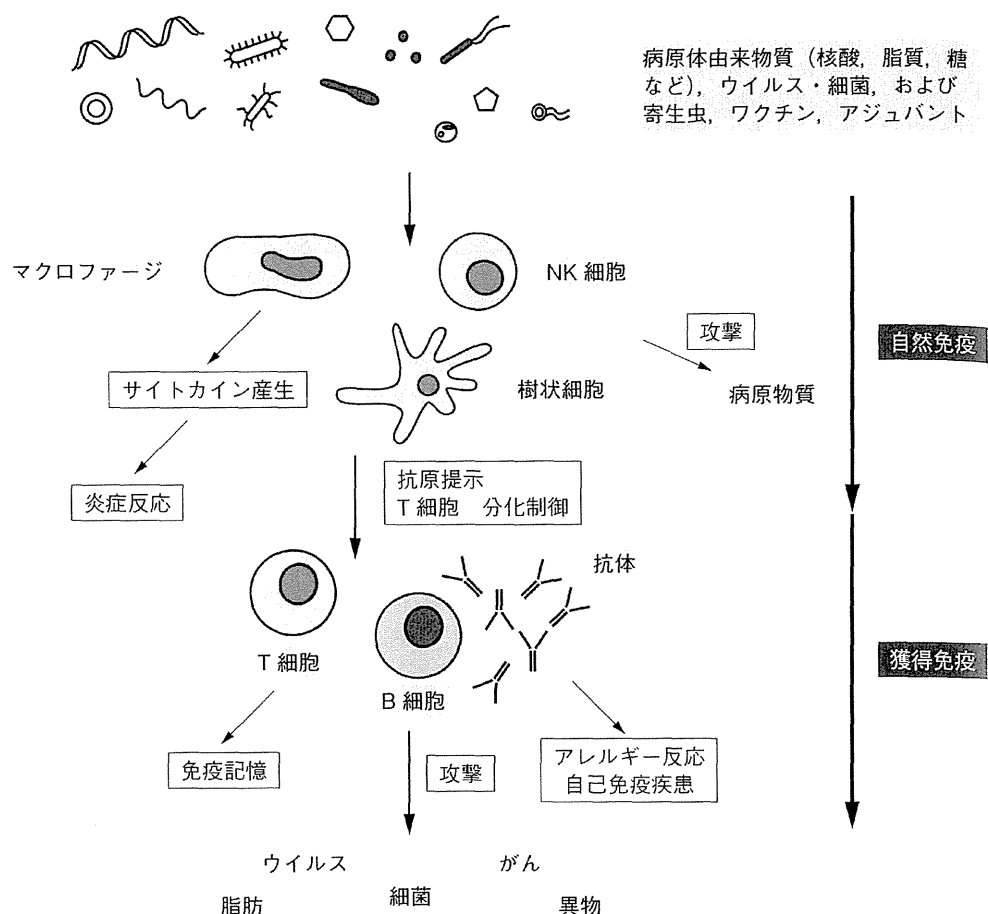 病原体由来物質（核酸，脂質，糖
など），ウイルス・細菌，および
寄生虫，ワクチン，アジュバント
マクロファージ
NK 細胞
攻撃
自然免疫
サイトカイン産生
樹状細胞
病原物質
抗原提示
T 細胞　分化制御
炎症反応
抗体
T 細胞
獲得免疫
B 細胞
免疫記憶
攻撃
アレルギー反応
自己免疫疾患
ウイルス
がん
脂肪
細菌
異物